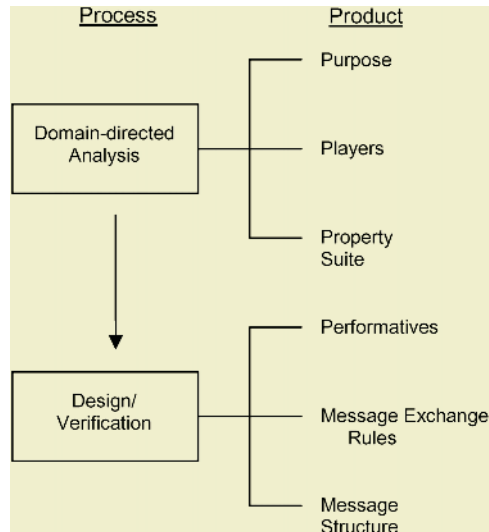 Process
Product
Purpose
Domain-directed
Analysis
Players
Property
Suite
Performatives
Design/
Verification
Message Exchange
Rules
Message
Structure